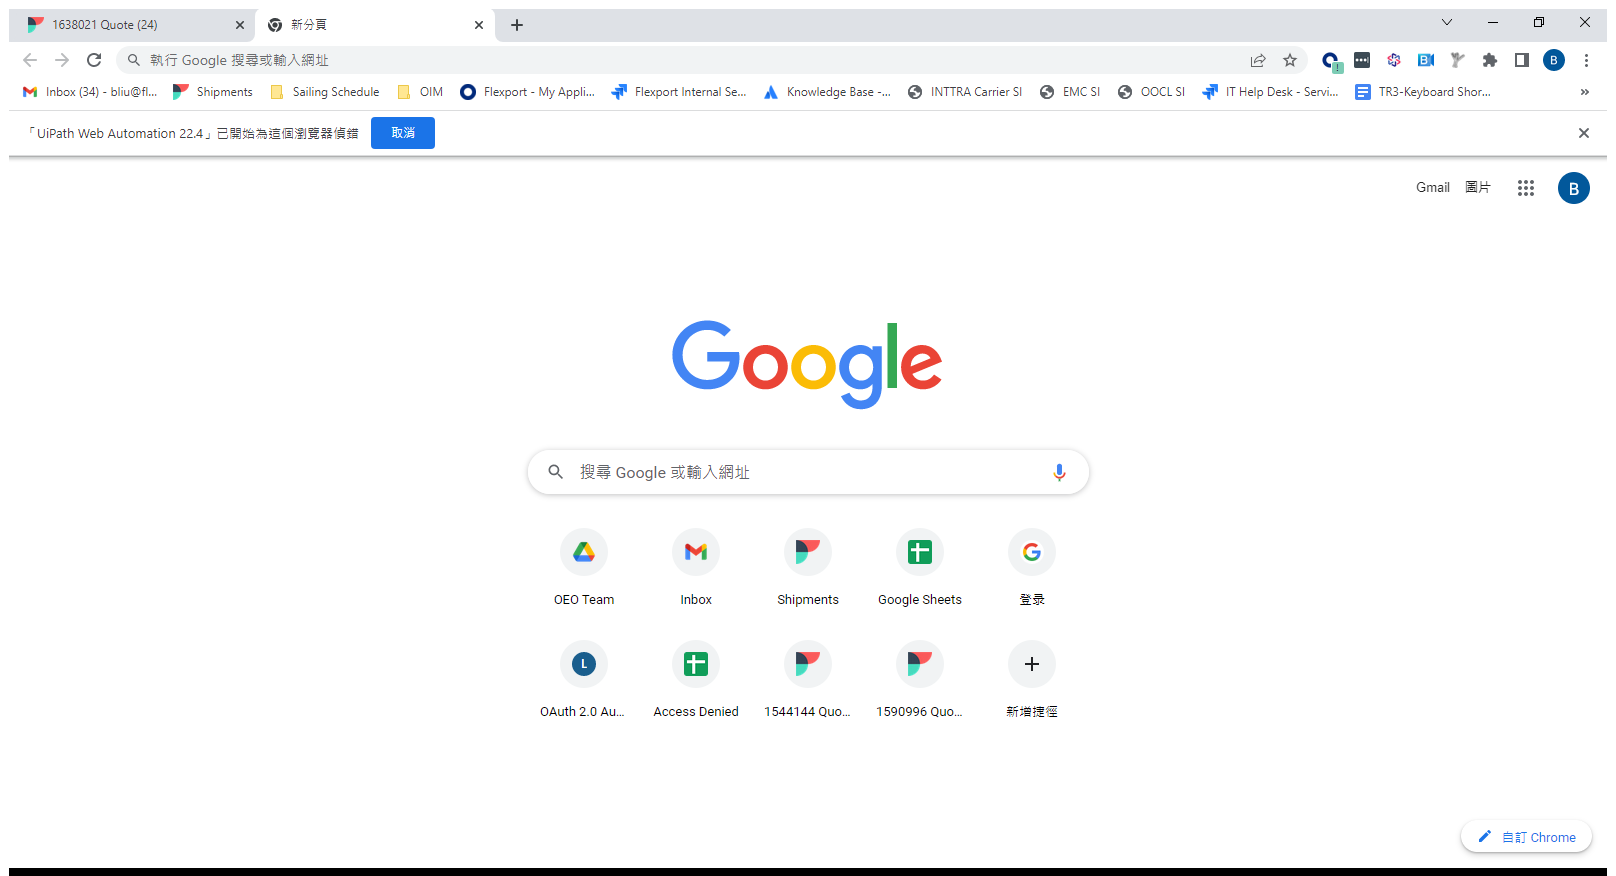 1638021 Quote (24)
新分頁
執行 Google 搜尋或輸入網址
B
Inbox (34) - bliu@fl...
Shipments
Sailing Schedule
OIM
Flexport - My Appli...
Flexport Internal Se...
Knowledge Base -...
INTTRA Carrier SI
EMC SI
OOCL SI
IT Help Desk - Servi...
TR3-Keyboard Shor...
»
「UiPath Web Automation 22.4」已開始為這個瀏覽器偵錯
取消
Gmail
圖片
B
Google
搜尋 Google 或輸入網址
OEO Team
Inbox
Shipments
Google Sheets
登录
L
OAuth 2.0 Au...
Access Denied
1544144 Quo...
1590996 Quo...
新增捷徑
自訂 Chrome